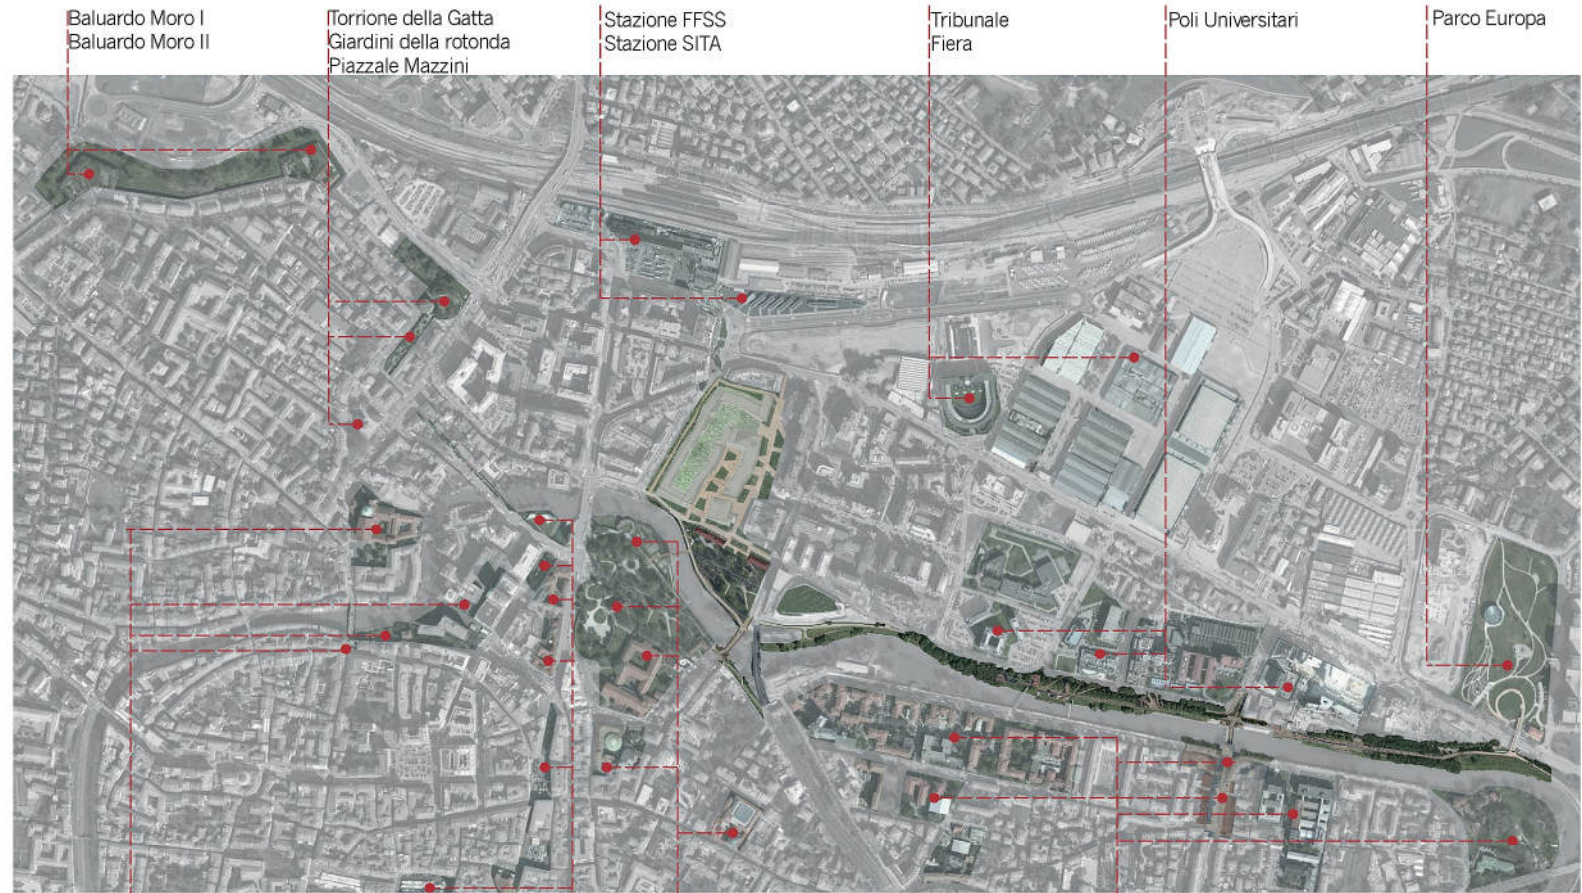 Baluardo Moro I
Baluardo Moro II
Torrione della Gatta
Giardini della rotonda
Piazzale Mazzini
Stazione FFSS
Stazione SITA
Tribunale
Fiera
Poli Universitari
Parco Europa